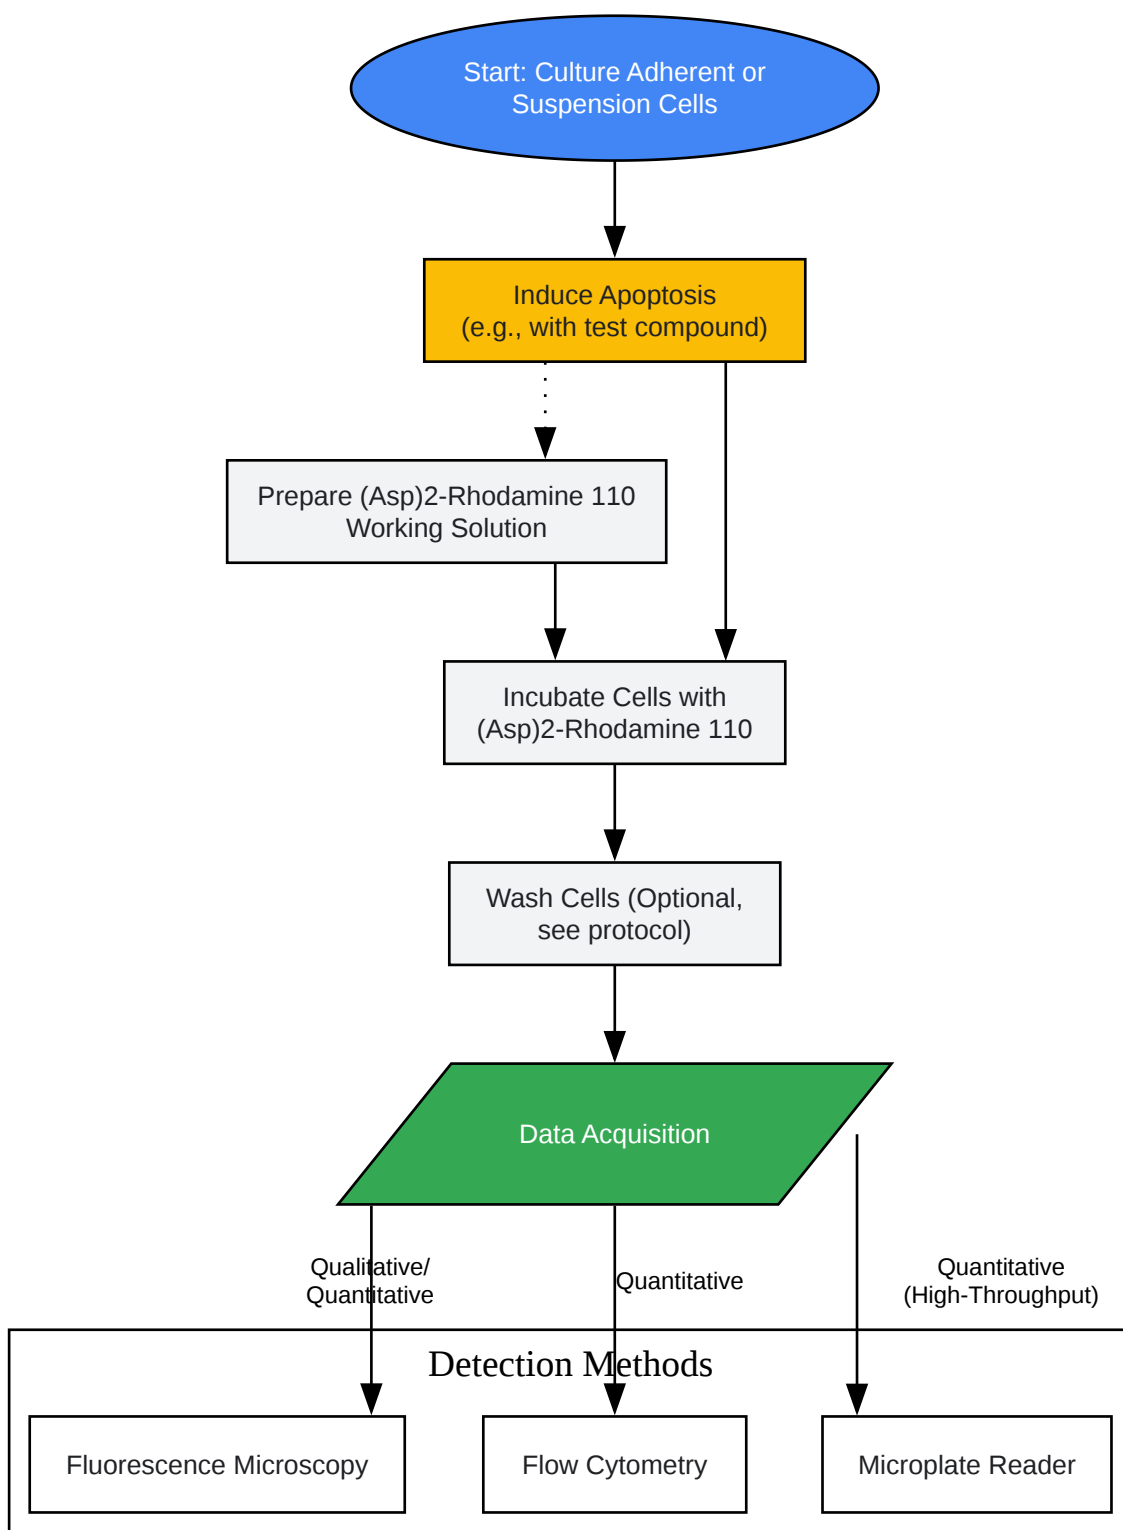 Start: Culture Adherent or
Suspension Cells
Induce Apoptosis
(e.g., with test compound)
Prepare (Asp)2-Rhodamine 110
Working Solution
Incubate Cells with
(Asp)2-Rhodamine 110
Wash Cells (Optional,
see protocol)
Data Acquisition
Qualitative/
Quantitative
Quantitative
Quantitative
(High-Throughput)
Detection Methods
Fluorescence Microscopy
Flow Cytometry
Microplate Reader